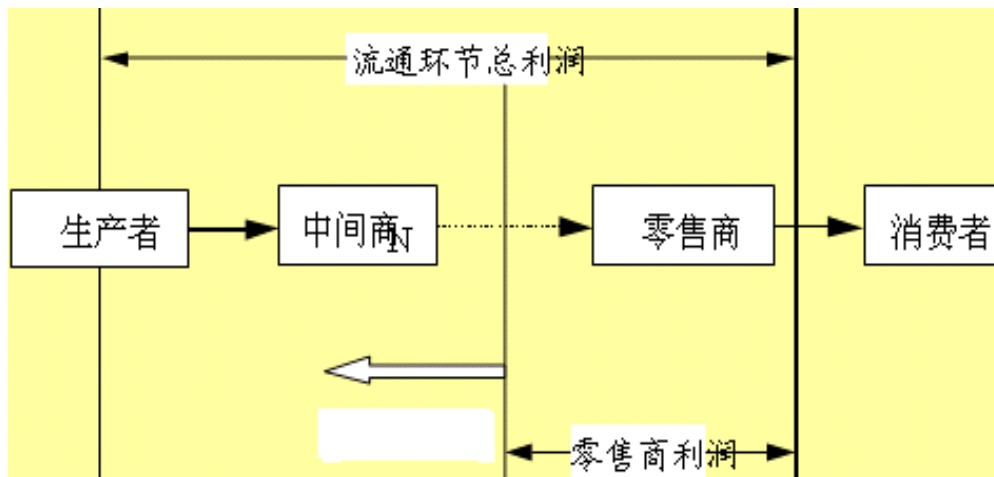 流通环节总利润
生产者
中间商N
零售商
消费者
零售商利润